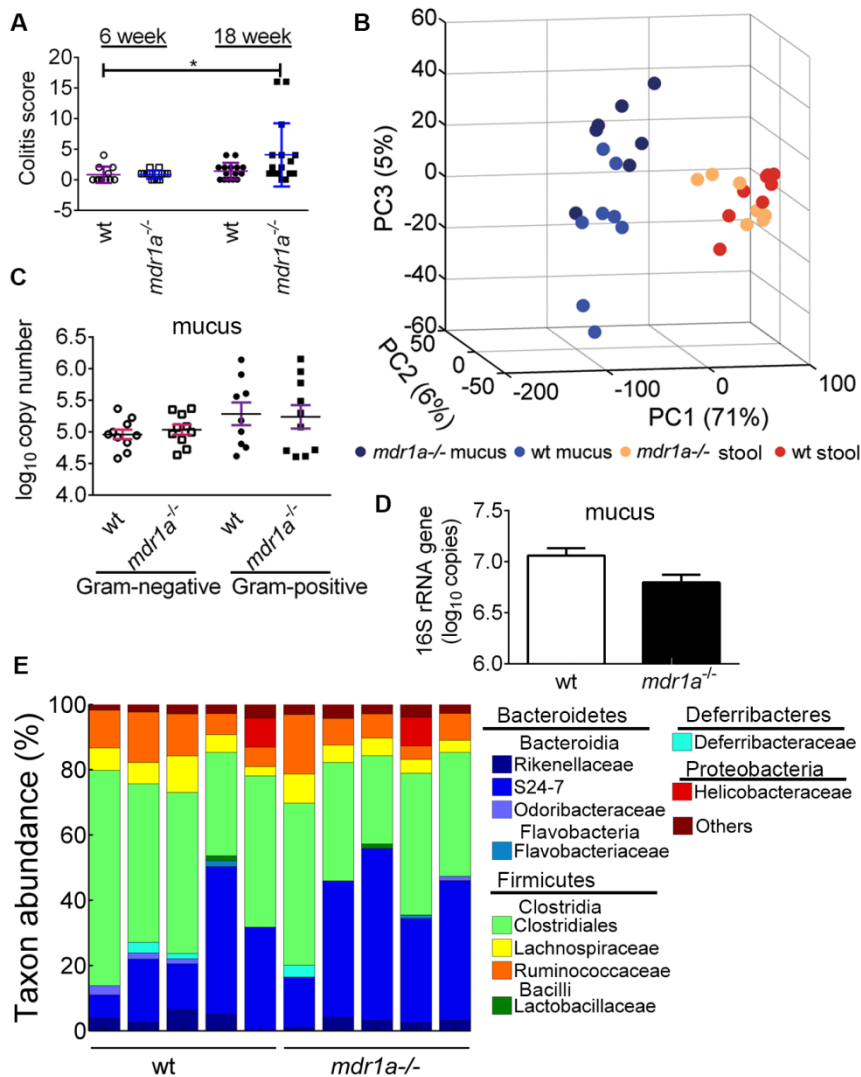 A
6 week 18 week
*
Colitis score
20
15
10
5
0
-5
wt
mdr1a-/-
wt
mdr1a-/-
B
PC3 (5%)
60
40
20
0
-20
-40
-60
50
0
-50
PC2 (6%)
-200
-100
0
100
PC1 (71%)
mdr1a-/- mucus wt mucus mdr1a-/- stool wt stool
C
mucus
log10 copy number
6.5
6.0
5.5
5.0
4.5
4.0
wt
mdr1a-/-
wt
mdr1a-/-
Gram-negative Gram-positive
D
mucus
16S rRNA gene
(log10 copies)
7.5
7.0
6.5
6.0
wt
mdr1a-/-
E
Taxon abundance (%)
100
80
60
40
20
0
wt
mdr1a-/-
Bacteroidetes
Bacteroidia
Rikenellaceae
S24-7
Odoribacteraceae
Flavobacteria
Flavobacteriaceae
Firmicutes
Clostridia
Clostridiales
Lachnospiraceae
Ruminococcaceae
Bacilli
Lactobacillaceae
Deferribacteres
Deferribacteraceae
Proteobacteria
Helicobacteraceae
Others